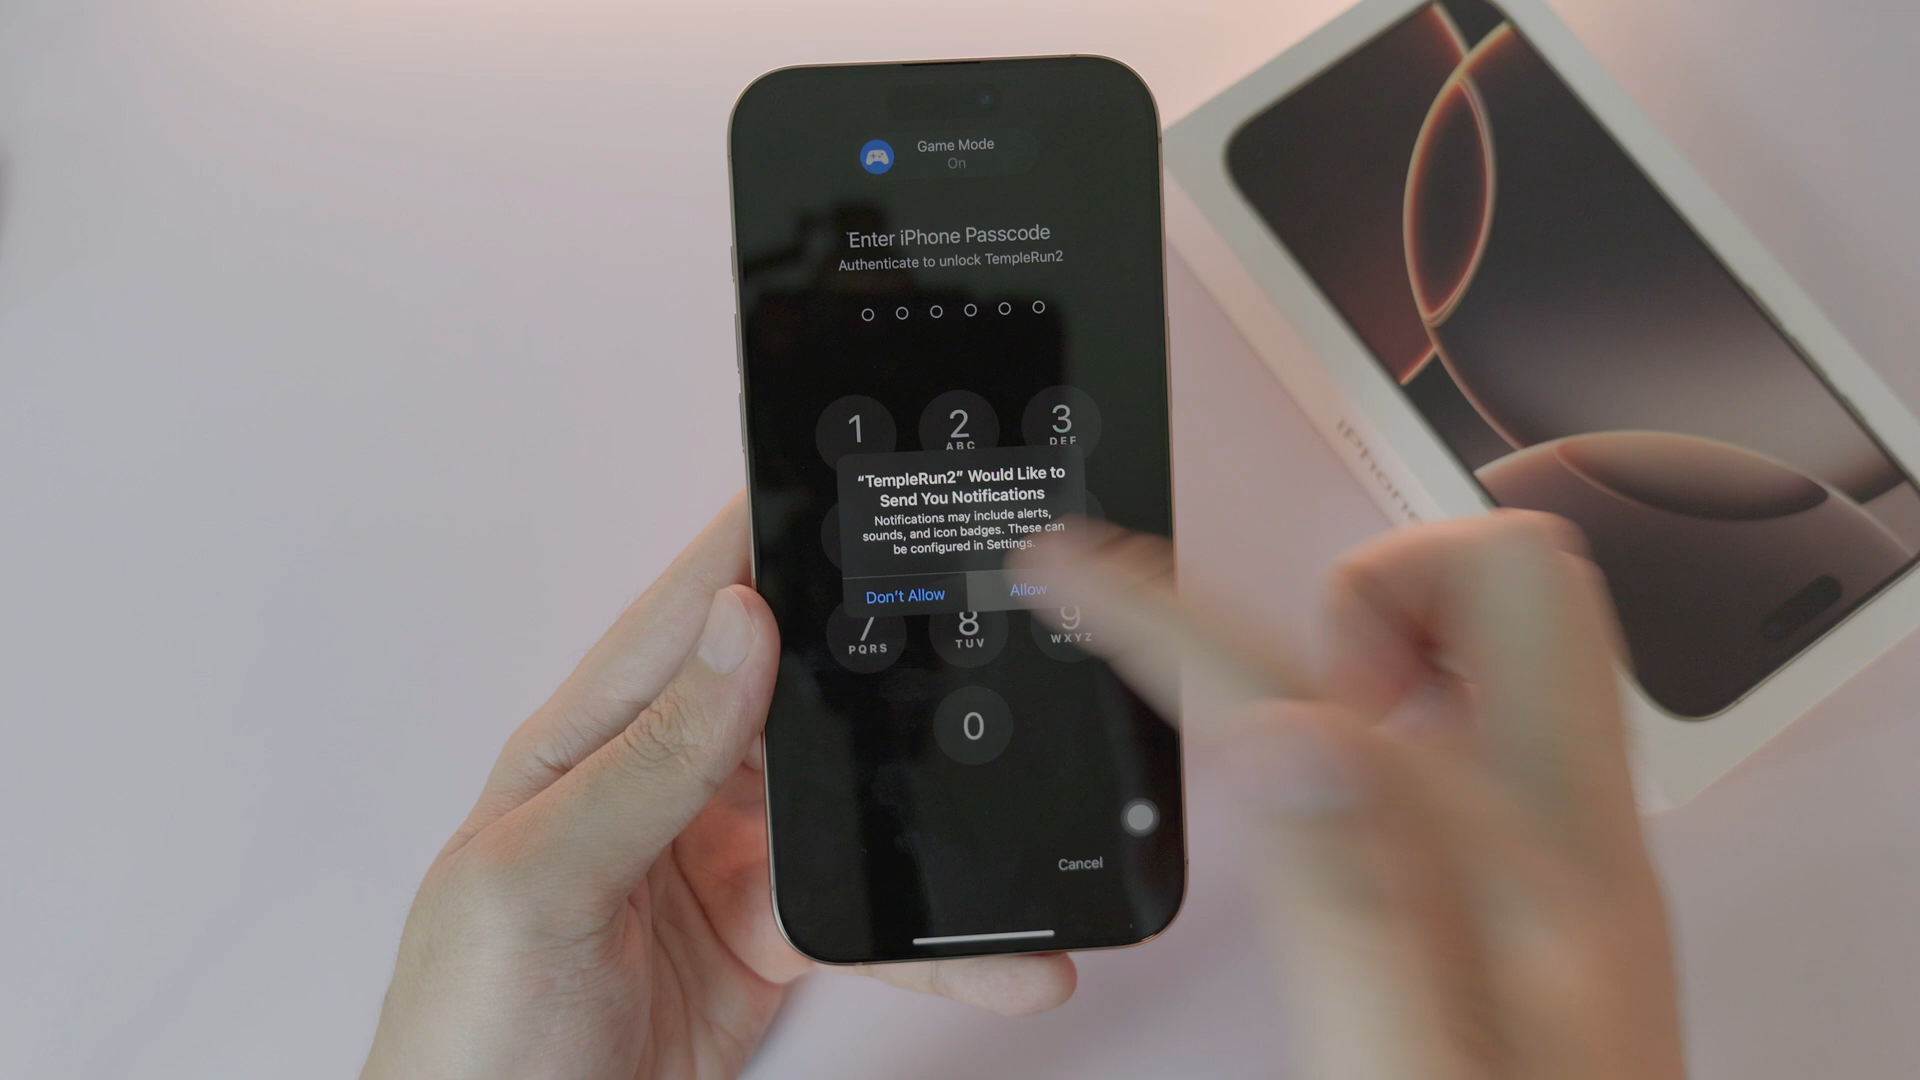 Game Mode
On
Enter iPhone Passcode
Authenticate to unlock TempleRun2
1 2 3
ABC DEF
“TempleRun2” Would Like to
Send You Notifications
Notifications may include alerts,
sounds, and icon badges. These can
be configured in Settings.
Don’t Allow Allow
7 8 9
PQRS TUV WXYZ
0
Cancel
iPhone